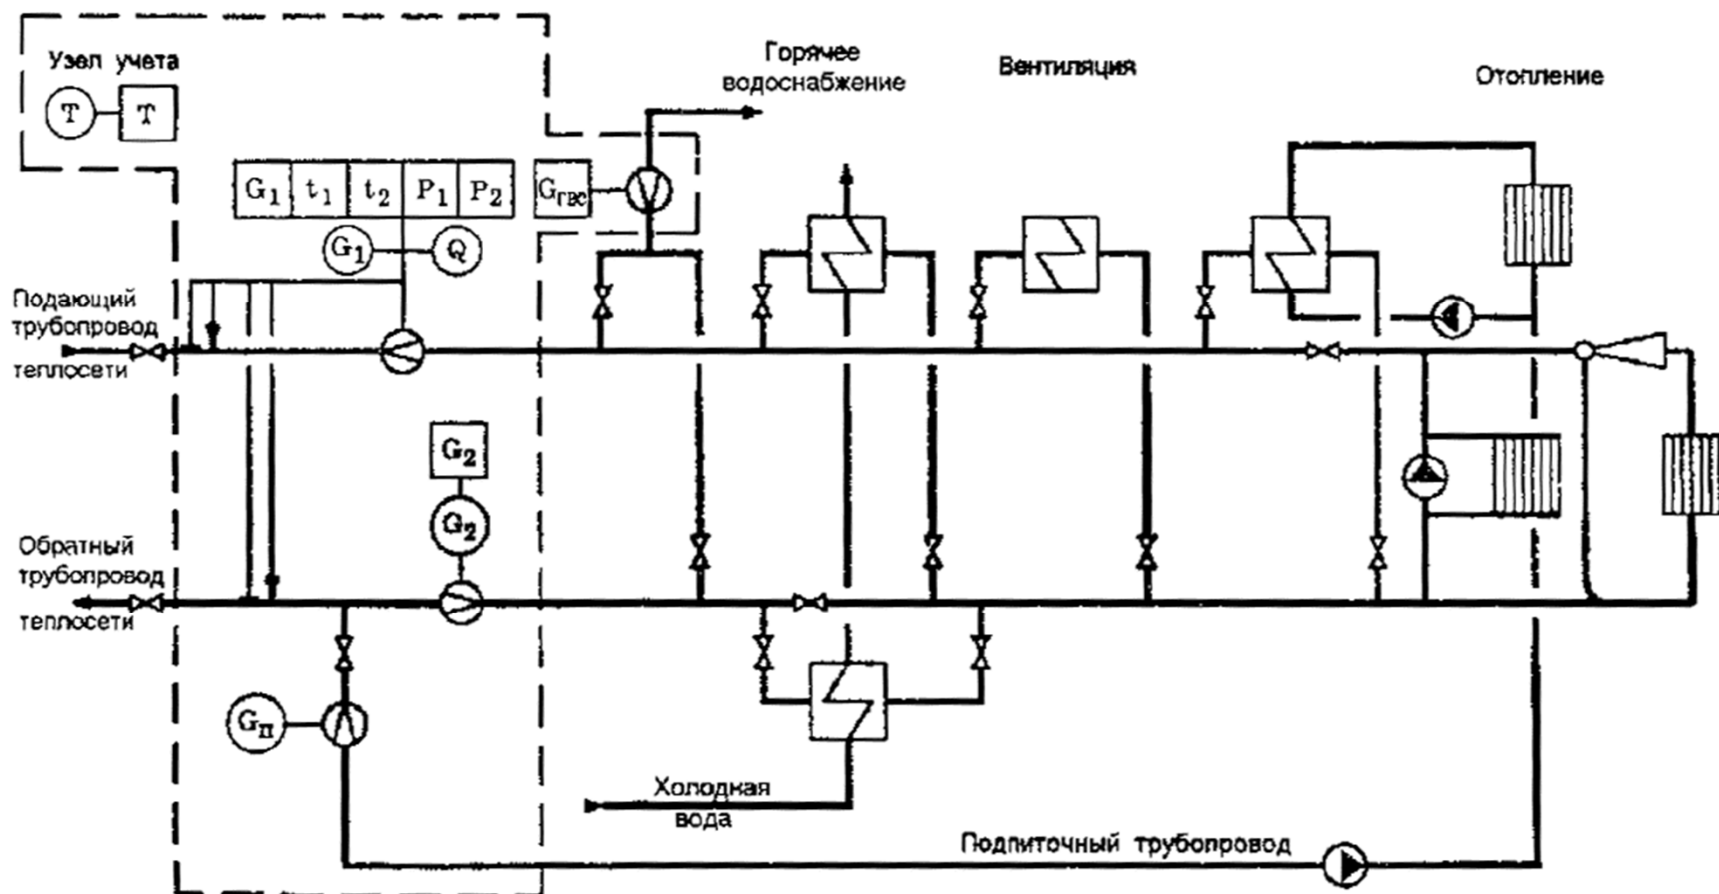 Узел учета
T T
Горячее
водоснабжение
Вентиляция
Отопление
G1 t1 t2 P1 P2
Gгвс
G1 Q
Подающий
трубопровод
теплосети
G2
G2
Обратный
трубопровод
теплосети
Gп
Холодная
вода
Подпиточный трубопровод